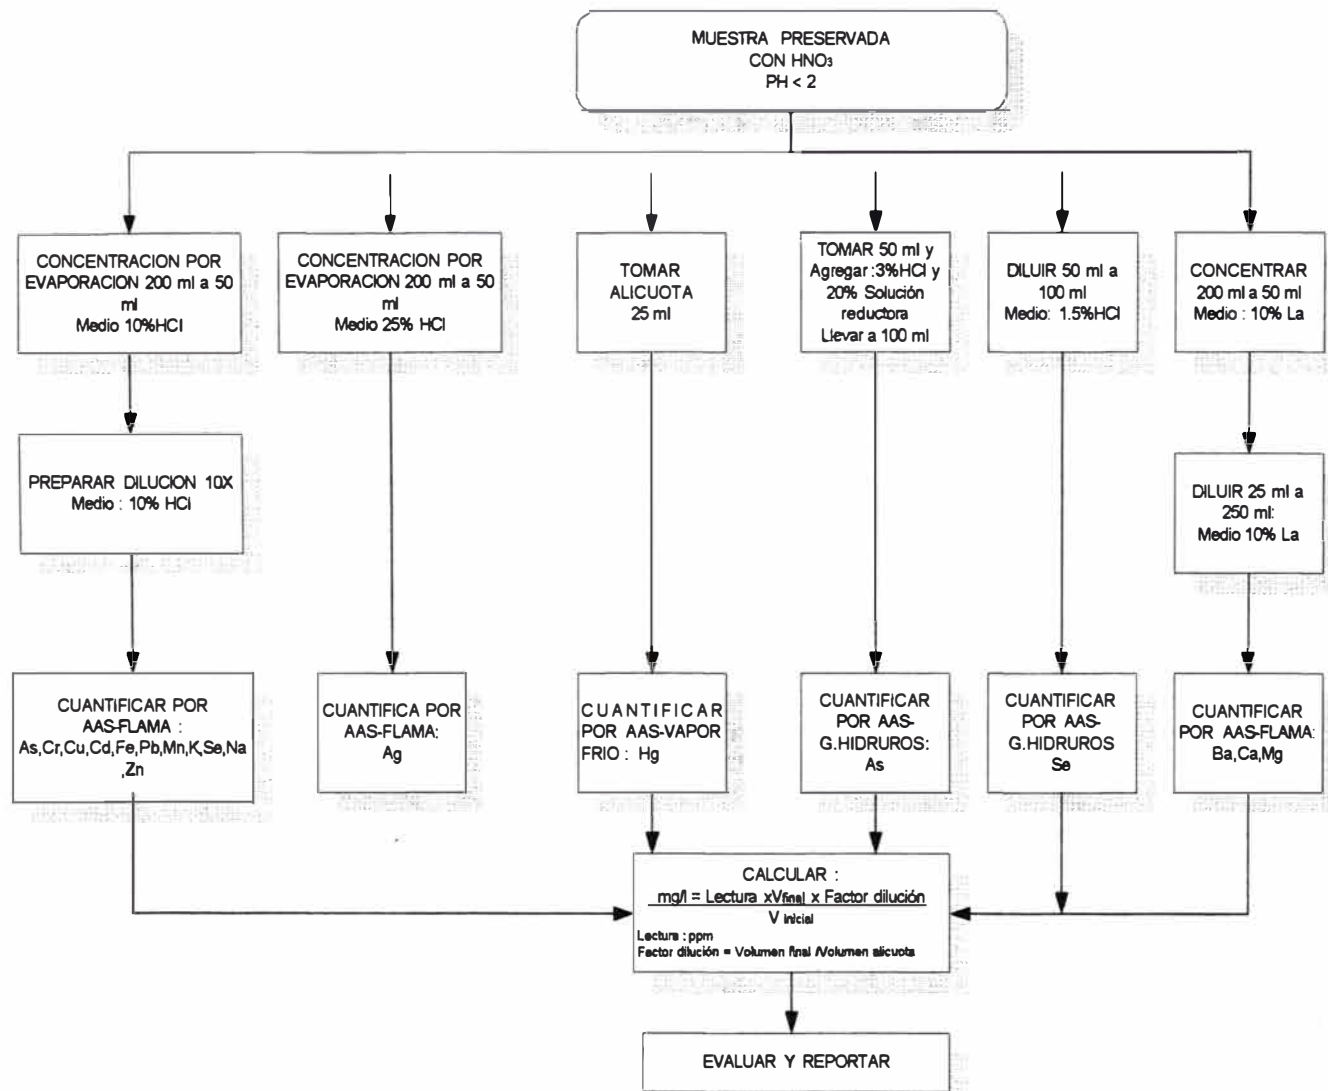 MUESTRA PRESERVADA
CON HNO₃
PH < 2
CONCENTRACION POR
EVAPORACION 200 ml a 50
ml
Medio 10%HCl
CONCENTRACION POR
EVAPORACION 200 ml a 50
ml
Medio 25% HCl
TOMAR
ALICUOTA
25 ml
TOMAR 50 ml y
Agregar :3%HCl y
20% Solución
reductora
Llevar a 100 ml
DILUIR 50 ml a
100 ml
Medio: 1.5%HCl
CONCENTRAR
200 ml a 50 ml
Medio : 10% La
PREPARAR DILUCION 10X
Medio : 10% HCl
DILUIR 25 ml a
250 ml:
Medio 10% La
CUANTIFICAR POR
AAS-FLAMA :
As,Cr,Cu,Cd,Fe,Pb,Mn,K,Se,Na
,Zn
CUANTIFICA POR
AAS-FLAMA:
Ag
CUANTIFICAR
POR AAS-VAPOR
FRIO : Hg
CUANTIFICAR
POR AAS-
G.HIDRUROS:
As
CUANTIFICAR
POR AAS-
G.HIDRUROS
Se
CUANTIFICAR
POR AAS-FLAMA:
Ba,Ca,Mg
CALCULAR :
mg/l = Lectura xVfinal x Factor dilución
V inicial
Lectura : ppm
Factor dilución = Volumen final /Volumen alicuota
EVALUAR Y REPORTAR